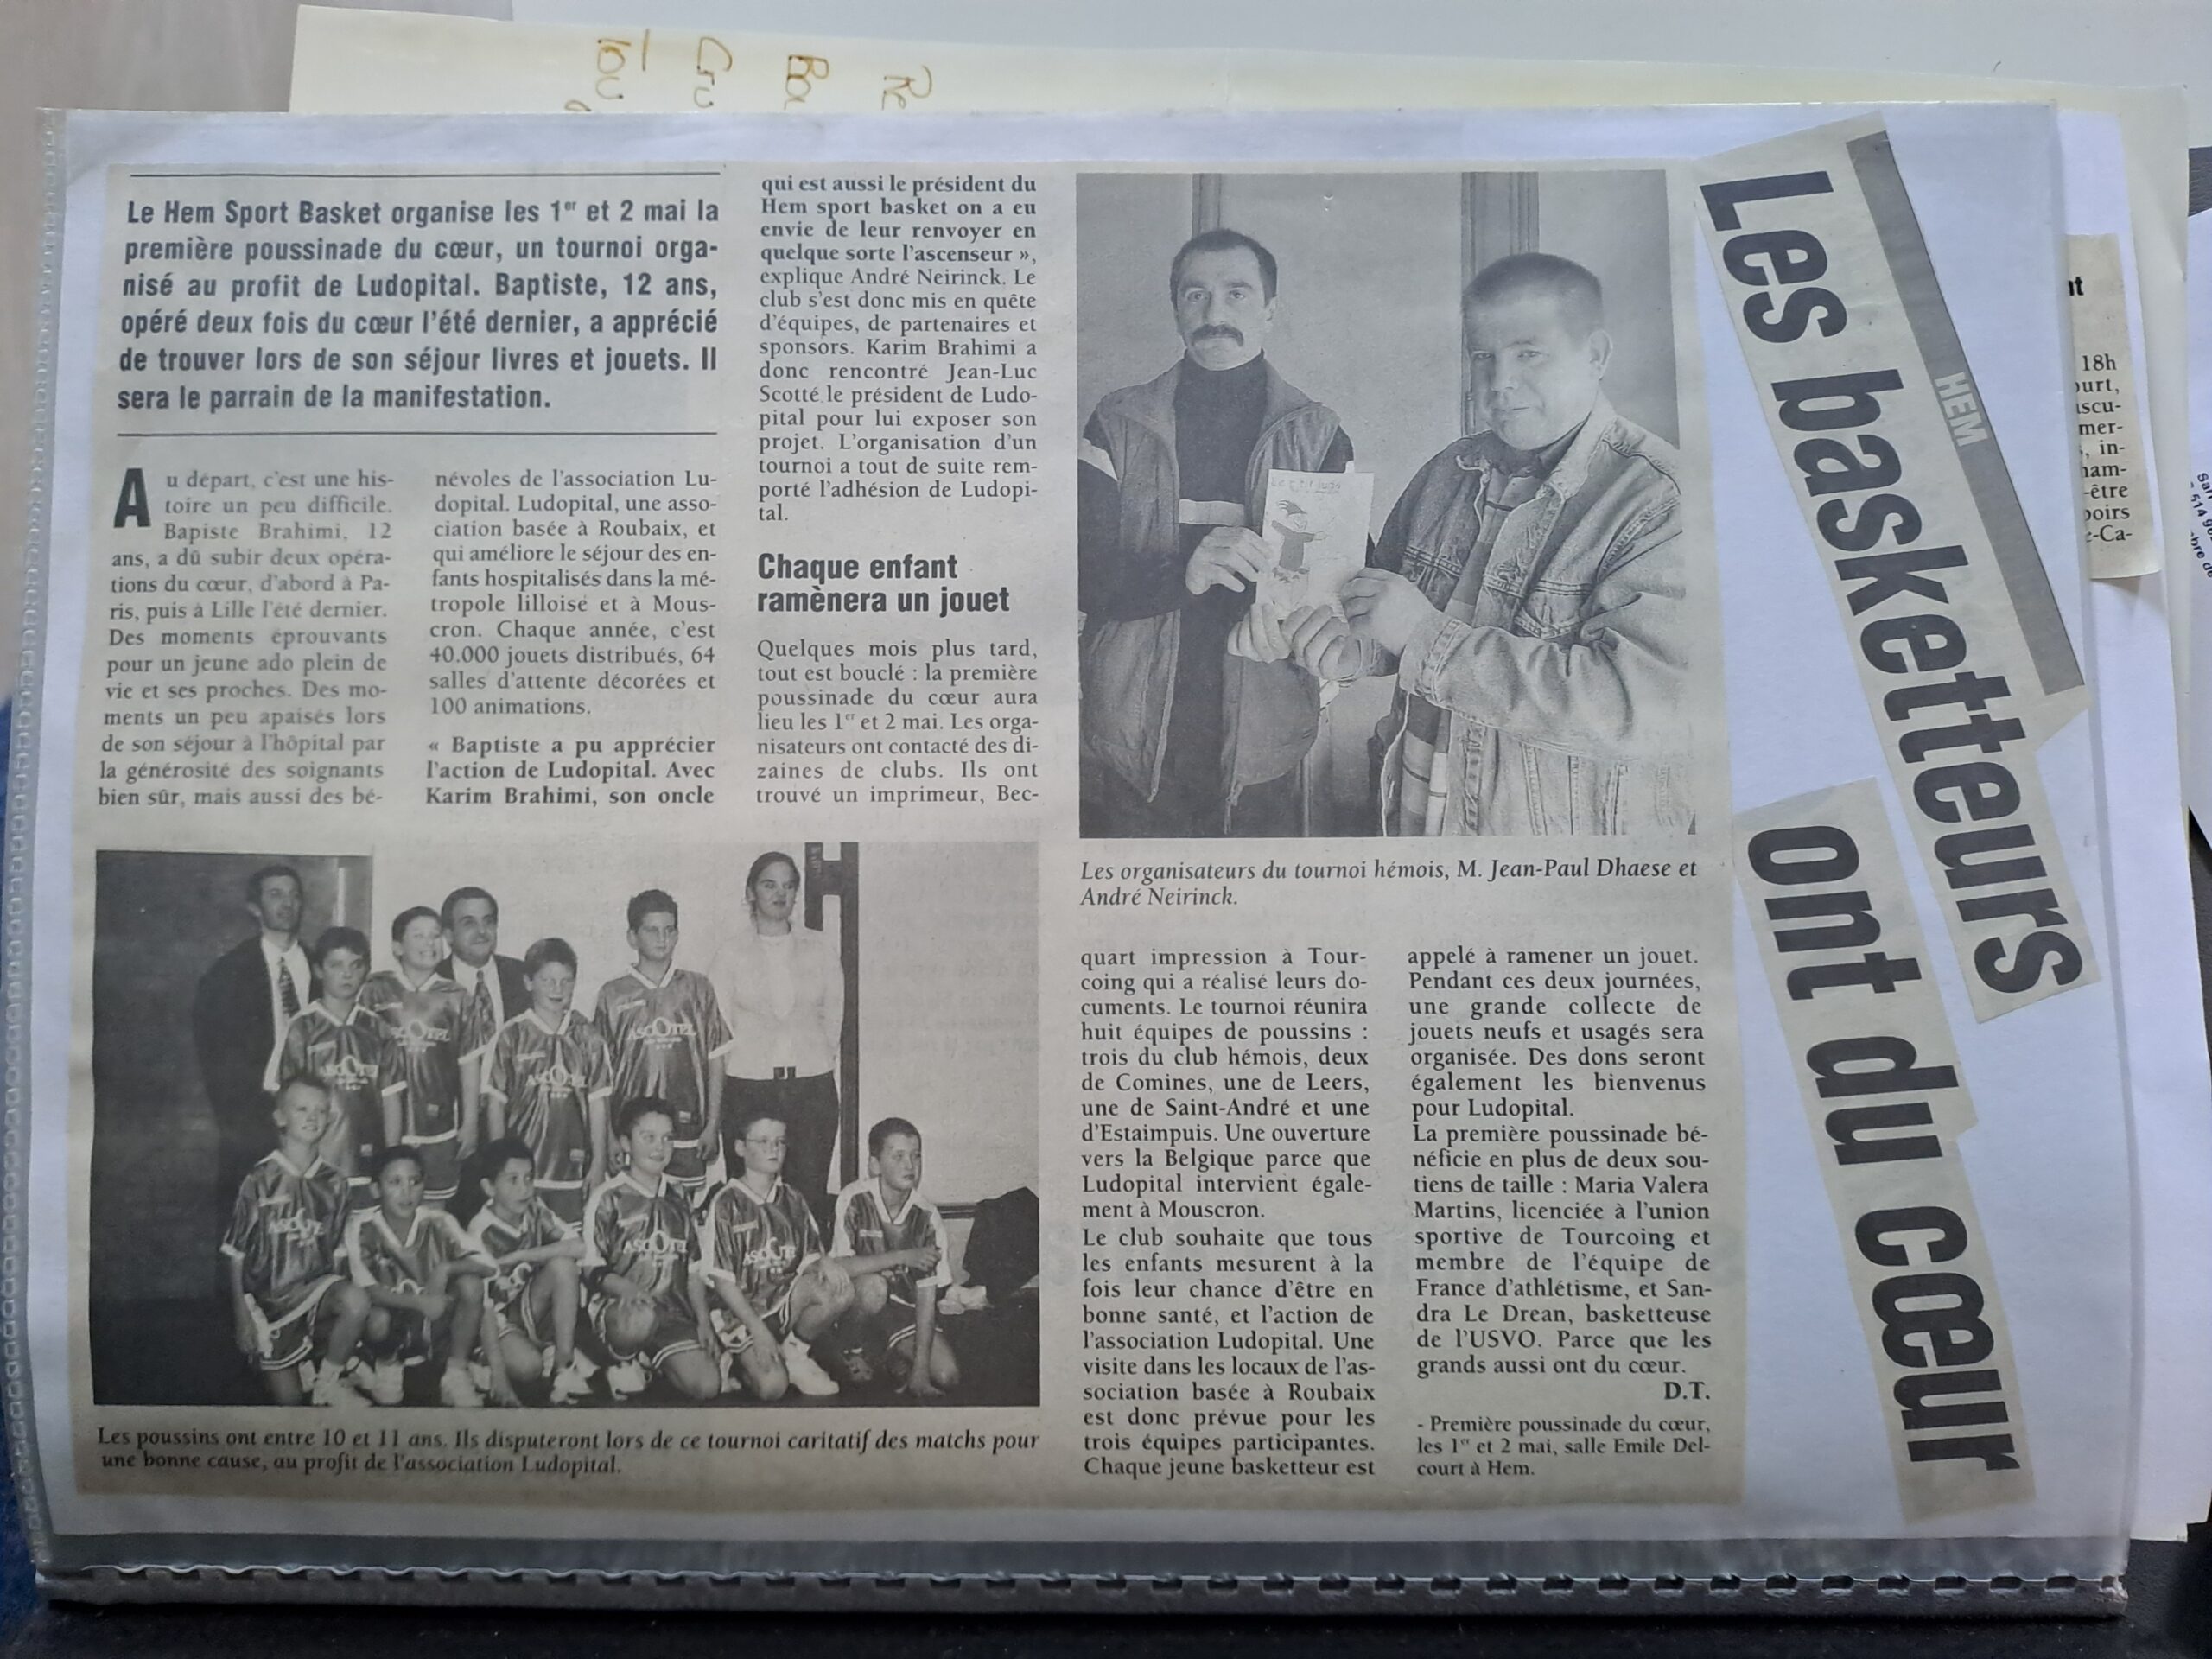 HEM
Les basketteurs
ont du cœur
Le Hem Sport Basket organise les 1er et 2 mai la
première poussinade du cœur, un tournoi orga-
nisé au profit de Ludopital. Baptiste, 12 ans,
opéré deux fois du cœur l'été dernier, a apprécié
de trouver lors de son séjour livres et jouets. Il
sera le parrain de la manifestation.
Au départ, c'est une his-
toire un peu difficile.
Bapiste Brahimi, 12
ans, a dû subir deux opéra-
tions du cœur, d'abord à Pa-
ris, puis à Lille l'été dernier.
Des moments éprouvants
pour un jeune ado plein de
vie et ses proches. Des mo-
ments un peu apaisés lors
de son séjour à l'hôpital par
la générosité des soignants
bien sûr, mais aussi des bé-
névoles de l'association Lu-
dopital. Ludopital, une asso-
ciation basée à Roubaix, et
qui améliore le séjour des en-
fants hospitalisés dans la mé-
tropole lilloise et à Mous-
cron. Chaque année, c'est
40.000 jouets distribués, 64
salles d'attente décorées et
100 animations.
« Baptiste a pu apprécier
l'action de Ludopital. Avec
Karim Brahimi, son oncle
qui est aussi le président du
Hem sport basket on a eu
envie de leur renvoyer en
quelque sorte l'ascenseur »,
explique André Neirinck. Le
club s'est donc mis en quête
d'équipes, de partenaires et
sponsors. Karim Brahimi a
donc rencontré Jean-Luc
Scotté le président de Ludo-
pital pour lui exposer son
projet. L'organisation d'un
tournoi a tout de suite rem-
porté l'adhésion de Ludopi-
tal.
Chaque enfant
ramènera un jouet
Quelques mois plus tard,
tout est bouclé : la première
poussinade du cœur aura
lieu les 1er et 2 mai. Les orga-
nisateurs ont contacté des di-
zaines de clubs. Ils ont
trouvé un imprimeur, Bec-
Les organisateurs du tournoi hémois, M. Jean-Paul Dhaese et
André Neirinck.
quart impression à Tour-
coing qui a réalisé leurs do-
cuments. Le tournoi réunira
huit équipes de poussins :
trois du club hémois, deux
de Comines, une de Leers,
une de Saint-André et une
d'Estaimpuis. Une ouverture
vers la Belgique parce que
Ludopital intervient égale-
ment à Mouscron.
Le club souhaite que tous
les enfants mesurent à la
fois leur chance d'être en
bonne santé, et l'action de
l'association Ludopital. Une
visite dans les locaux de l'as-
sociation basée à Roubaix
est donc prévue pour les
trois équipes participantes.
Chaque jeune basketteur est
appelé à ramener un jouet.
Pendant ces deux journées,
une grande collecte de
jouets neufs et usagés sera
organisée. Des dons seront
également les bienvenus
pour Ludopital.
La première poussinade bé-
néficie en plus de deux sou-
tiens de taille : Maria Valera
Martins, licenciée à l'union
sportive de Tourcoing et
membre de l'équipe de
France d'athlétisme, et San-
dra Le Drean, basketteuse
de l'USVO. Parce que les
grands aussi ont du cœur.
D.T.
- Première poussinade du cœur,
les 1er et 2 mai, salle Emile Del-
court à Hem.
ASCOTEL
ASCOTEL
ASCOTEL
ASCOTEL
Les poussins ont entre 10 et 11 ans. Ils disputeront lors de ce tournoi caritatif des matchs pour
une bonne cause, au profit de l'association Ludopital.
18h
ourt,
mer-
, in-
-être
poirs
-Ca-